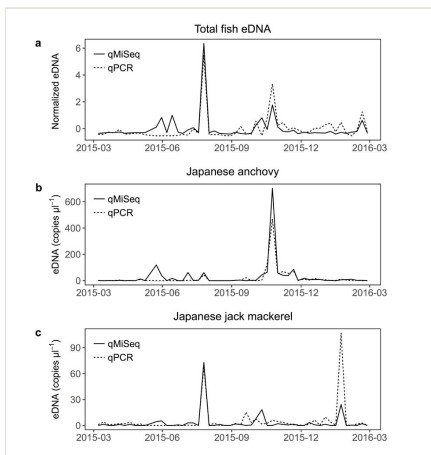 Total fish eDNA
a
qMiSeq
qPCR
Normalized eDNA
6
4
2
0
2015-03 2015-06 2015-09 2015-12 2016-03
Japanese anchovy
b
qMiSeq
qPCR
eDNA (copies µl⁻¹)
600
400
200
0
2015-03 2015-06 2015-09 2015-12 2016-03
Japanese jack mackerel
c
qMiSeq
qPCR
eDNA (copies µl⁻¹)
90
60
30
0
2015-03 2015-06 2015-09 2015-12 2016-03